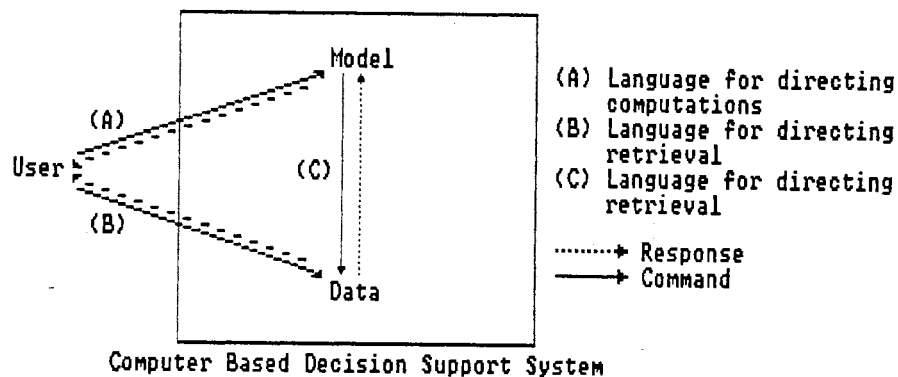 Model
(A)
User
(C)
(B)
Data
(A) Language for directing
computations
(B) Language for directing
retrieval
(C) Language for directing
retrieval
Response
Command
Computer Based Decision Support System